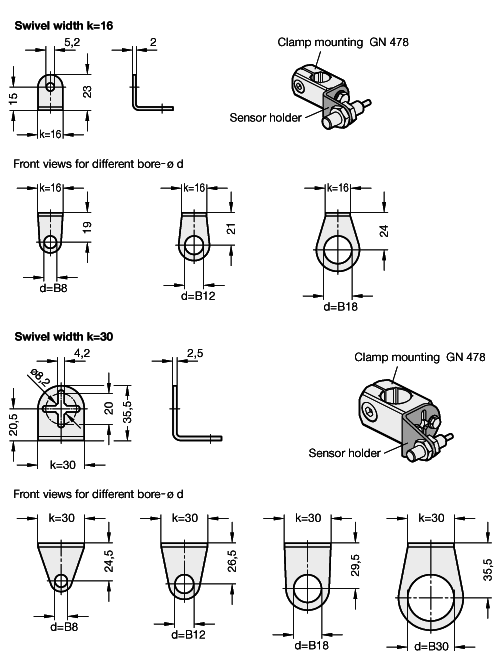 Swivel width k=16
5,2
2
Clamp mounting GN 478
15
23
k=16
Sensor holder
Front views for different bore-ø d
k=16
k=16
k=16
19
21
24
d=B8
d=B12
d=B18
Swivel width k=30
4,2
2,5
Clamp mounting GN 478
ø8,2
20,5
20
35,5
k=30
Sensor holder
Front views for different bore-ø d
k=30
k=30
k=30
k=30
24,5
26,5
29,5
35,5
d=B8
d=B12
d=B18
d=B30